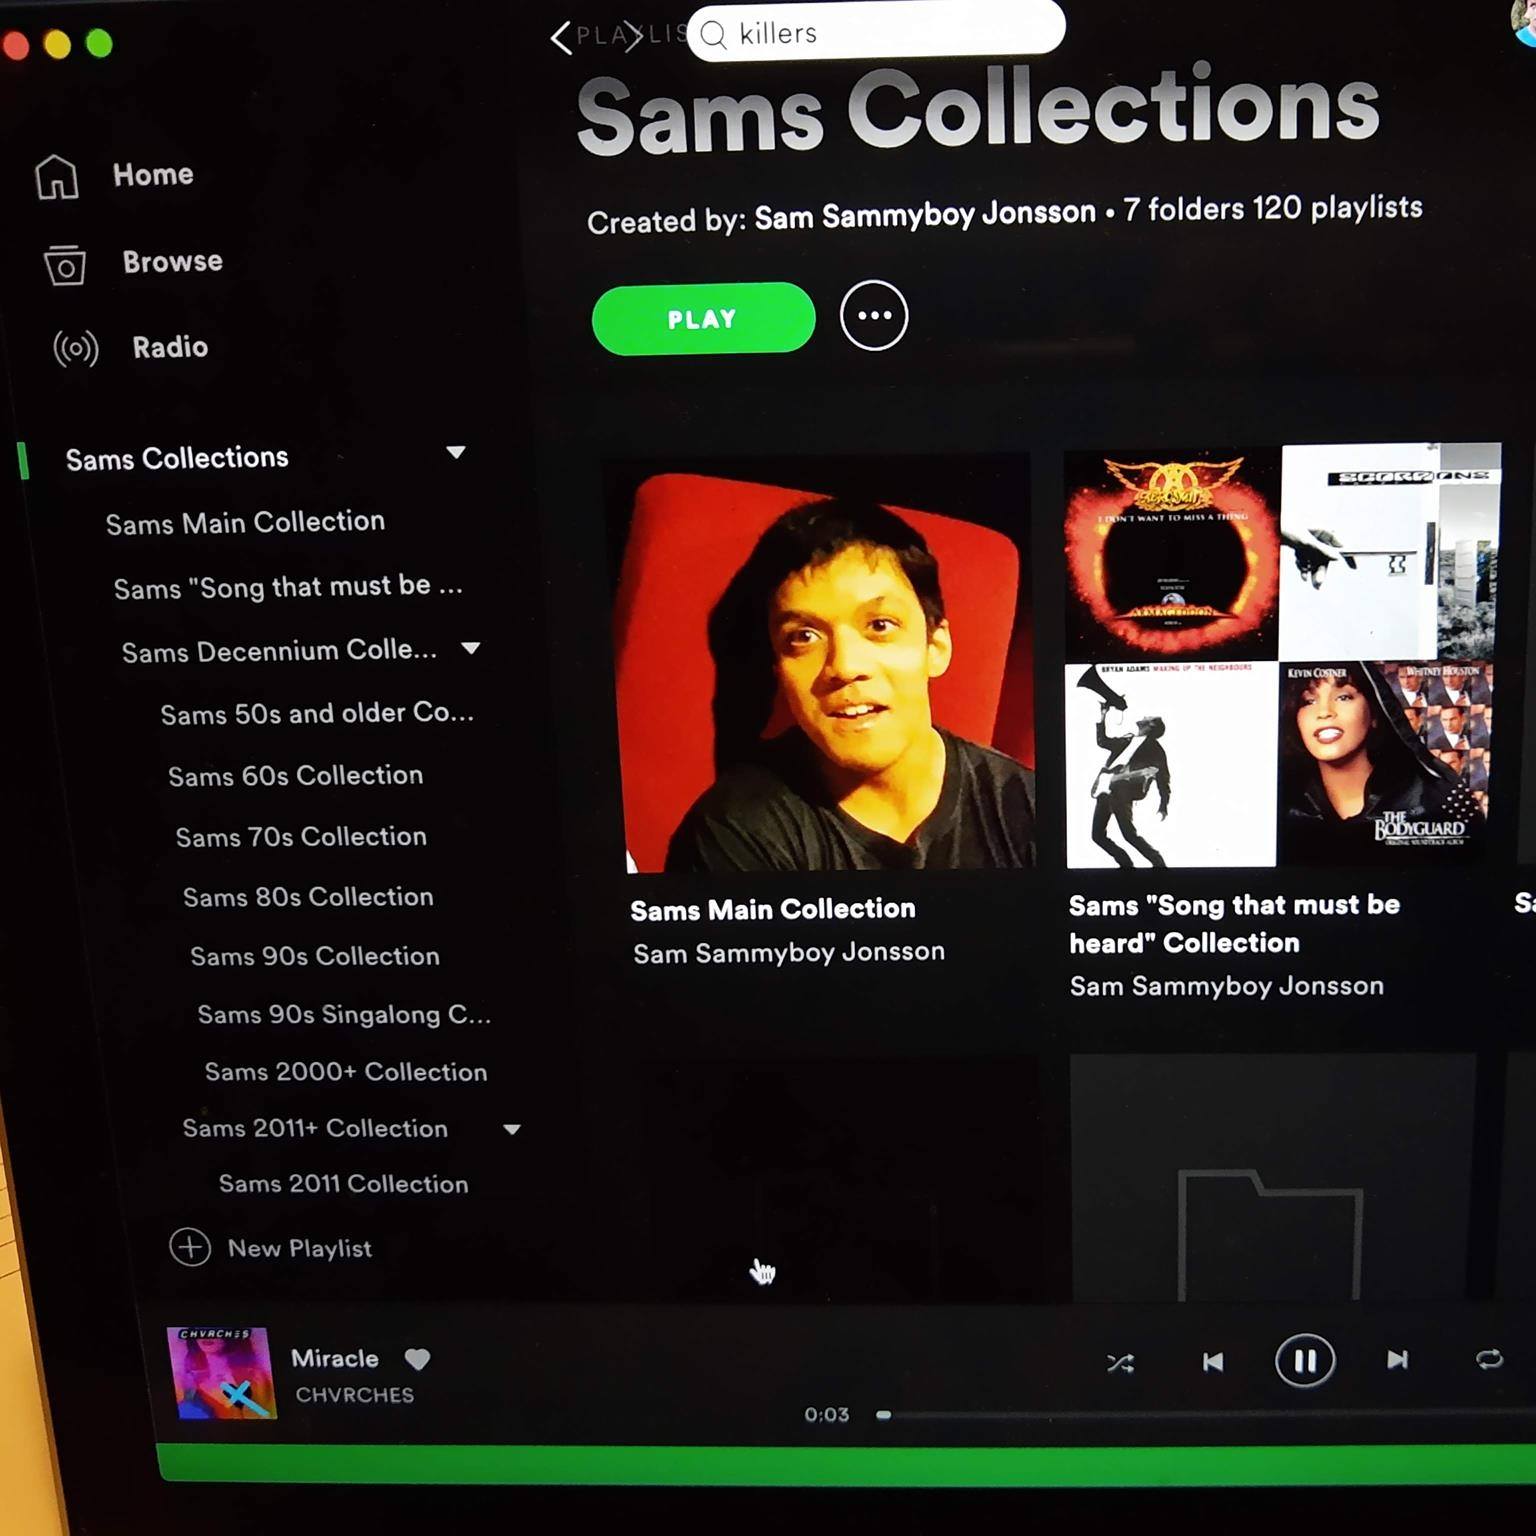 PLAYLIS
killers
Sams Collections
Created by: Sam Sammyboy Jonsson • 7 folders 120 playlists
PLAY
Home
Browse
Radio
Sams Collections
Sams Main Collection
Sams "Song that must be ...
Sams Decennium Colle...
Sams 50s and older Co...
Sams 60s Collection
Sams 70s Collection
Sams 80s Collection
Sams 90s Collection
Sams 90s Singalong C...
Sams 2000+ Collection
Sams 2011+ Collection
Sams 2011 Collection
New Playlist
AEROSMITH
I DON'T WANT TO MISS A THING
ARMAGEDDON
SCORPIONS
BRYAN ADAMS WAKING UP THE NEIGHBOURS
KEVIN COSTNER WHITNEY HOUSTON
THE
BODYGUARD
ORIGINAL SOUNDTRACK ALBUM
Sams Main Collection
Sam Sammyboy Jonsson
Sams "Song that must be
heard" Collection
Sam Sammyboy Jonsson
Sa
CHVRCHES
Miracle
CHVRCHES
0:03